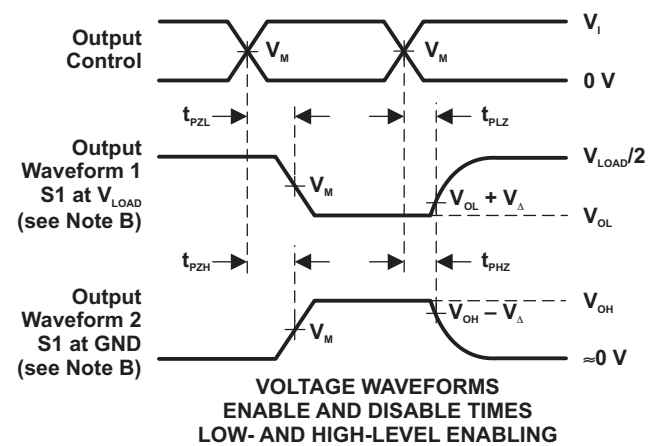 Output
Control
V_M
V_M
V_I
0 V
t_PZL
t_PLZ
Output
Waveform 1
S1 at V_LOAD
(see Note B)
V_M
V_OL + V_Δ
V_LOAD/2
V_OL
t_PZH
t_PHZ
Output
Waveform 2
S1 at GND
(see Note B)
V_M
V_OH – V_Δ
V_OH
≈0 V
VOLTAGE WAVEFORMS
ENABLE AND DISABLE TIMES
LOW- AND HIGH-LEVEL ENABLING